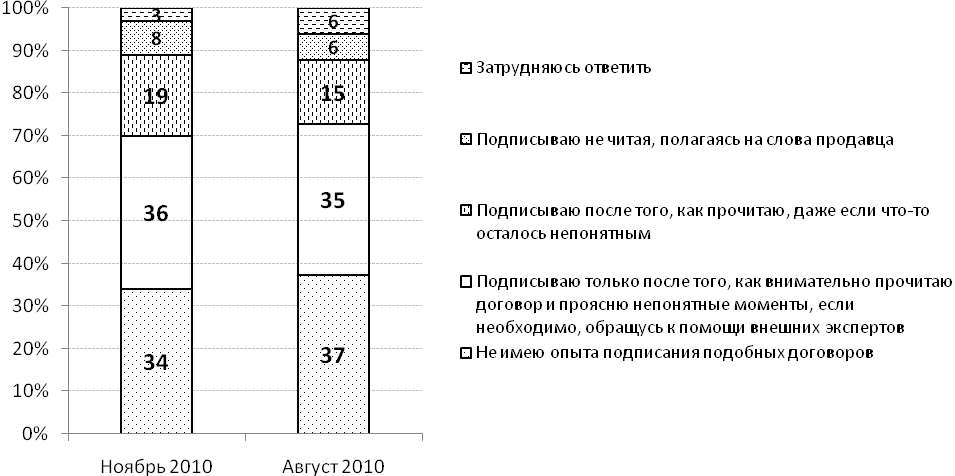 100%
90%
80%
70%
60%
50%
40%
30%
20%
10%
0%
3
8
19
36
34
6
6
15
35
37
Ноябрь 2010
Август 2010
Затрудняюсь ответить
Подписываю не читая, полагаясь на слова продавца
Подписываю после того, как прочитаю, даже если что-то
осталось непонятным
Подписываю только после того, как внимательно прочитаю
договор и проясню непонятные моменты, если
необходимо, обращусь к помощи внешних экспертов
Не имею опыта подписания подобных договоров